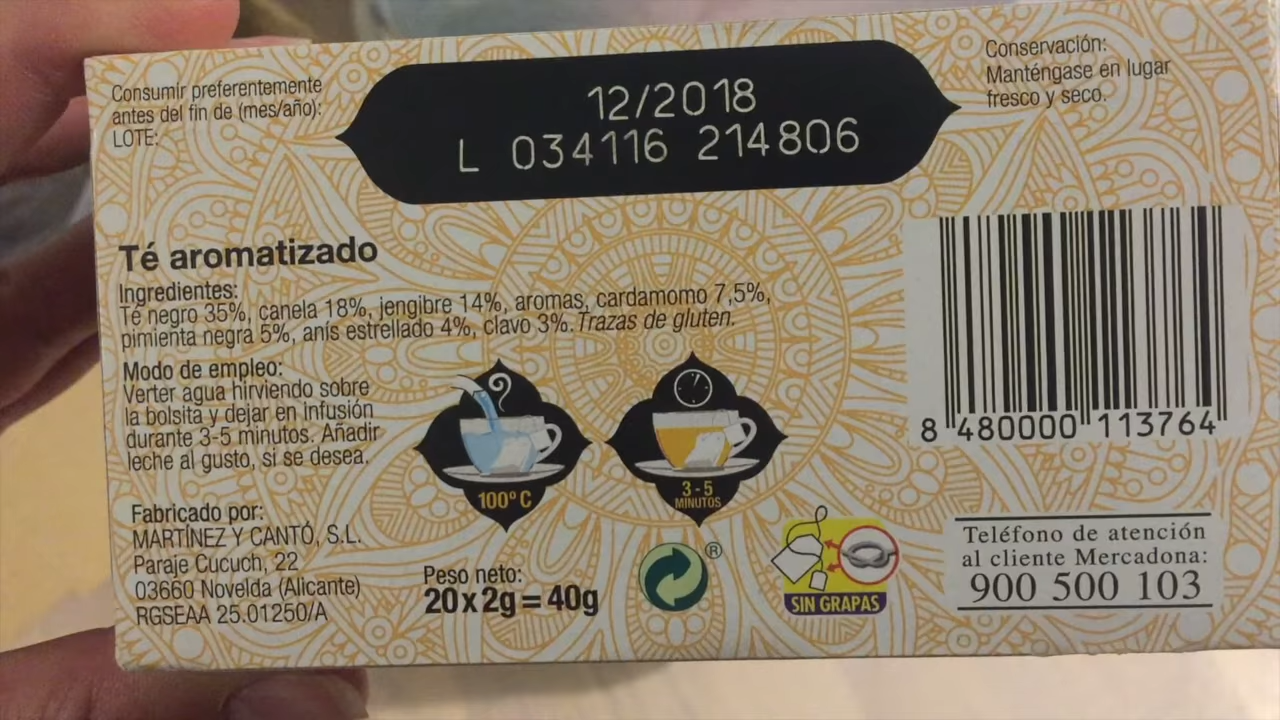 Consumir preferentemente
antes del fin de (mes/año):
LOTE:
12/2018
L 034116 214806
Conservación:
Manténgase en lugar
fresco y seco.
Té aromatizado
Ingredientes:
Té negro 35%, canela 18%, jengibre 14%, aromas, cardamomo 7,5%,
pimienta negra 5%, anís estrellado 4%, clavo 3%. Trazas de gluten.
Modo de empleo:
Verter agua hirviendo sobre
la bolsita y dejar en infusión
durante 3-5 minutos. Añadir
leche al gusto, si se desea.
100º C
3-5
MINUTOS
8 480000 113764
Fabricado por:
MARTÍNEZ Y CANTÓ, S.L.
Paraje Cucuch, 22
03660 Novelda (Alicante)
RGSEAA 25.01250/A
Peso neto:
20x2g=40g
®
SIN GRAPAS
Teléfono de atención
al cliente Mercadona:
900 500 103